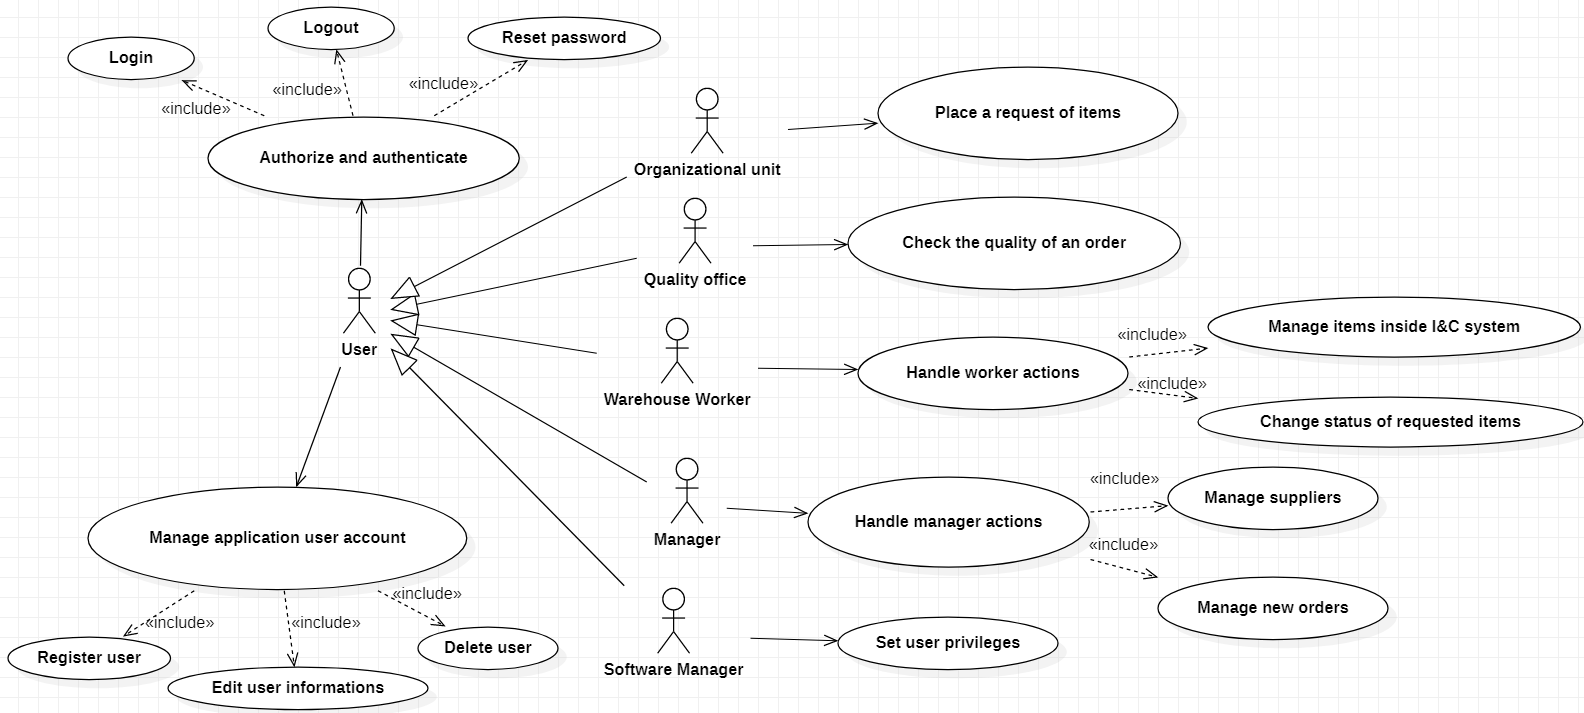 Logout
Login
Reset password
«include»
«include»
«include»
Authorize and authenticate
Organizational unit
Place a request of items
Quality office
Check the quality of an order
User
Warehouse Worker
Handle worker actions
«include»
Manage items inside I&C system
«include»
Change status of requested items
Manager
Handle manager actions
«include»
Manage suppliers
«include»
Manage new orders
Software Manager
Set user privileges
Manage application user account
«include»
«include»
«include»
Register user
Edit user informations
Delete user